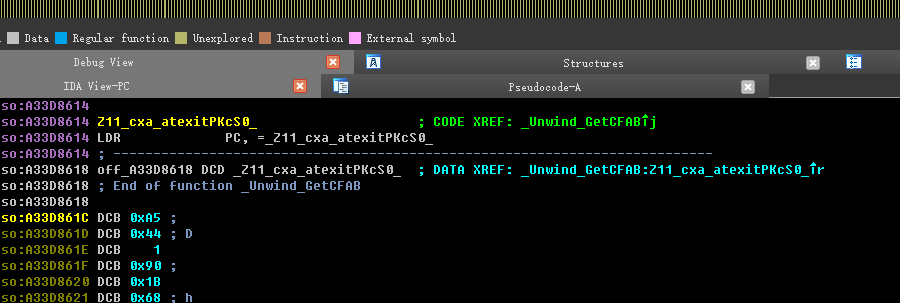 Data Regular function Unexplored Instruction External symbol
Debug View Structures
IDA View-PC Pseudocode-A
so:A33D8614
so:A33D8614 Z11_cxa_atexitPKcS0_ ; CODE XREF: _Unwind_GetCFAB↑j
so:A33D8614 LDR PC, =_Z11_cxa_atexitPKcS0_
so:A33D8614 ; ---------------------------------------------------------------------------
so:A33D8618 off_A33D8618 DCD _Z11_cxa_atexitPKcS0_ ; DATA XREF: _Unwind_GetCFAB:Z11_cxa_atexitPKcS0_↑r
so:A33D8618 ; End of function _Unwind_GetCFAB
so:A33D8618
so:A33D861C DCB 0xA5 ;
so:A33D861D DCB 0x44 ; D
so:A33D861E DCB 1
so:A33D861F DCB 0x90 ;
so:A33D8620 DCB 0x1B
so:A33D8621 DCB 0x68 ; h